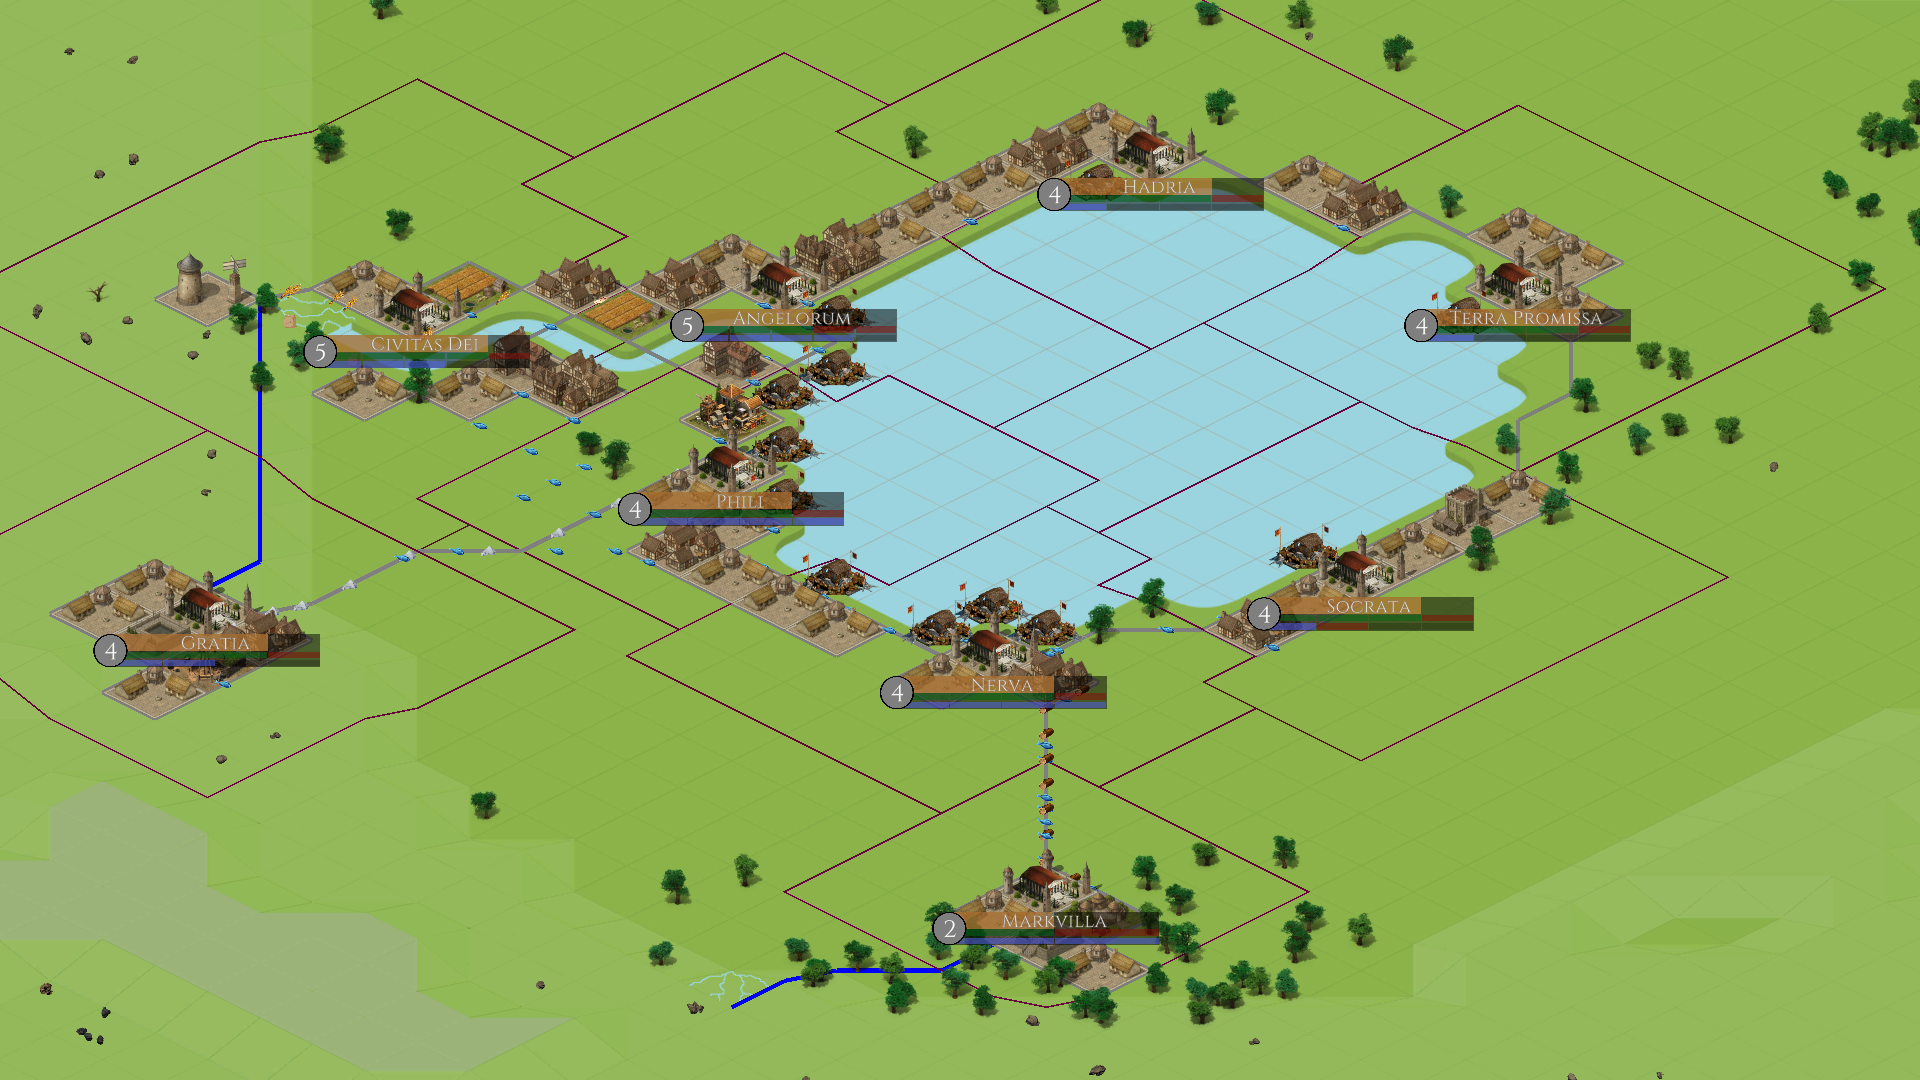 4 Hadria
5 Angelorum
4 Terra Promissa
5 Civitas Dei
4 Phili
4 Socrata
4 Gratia
4 Nerva
2 Markvilla